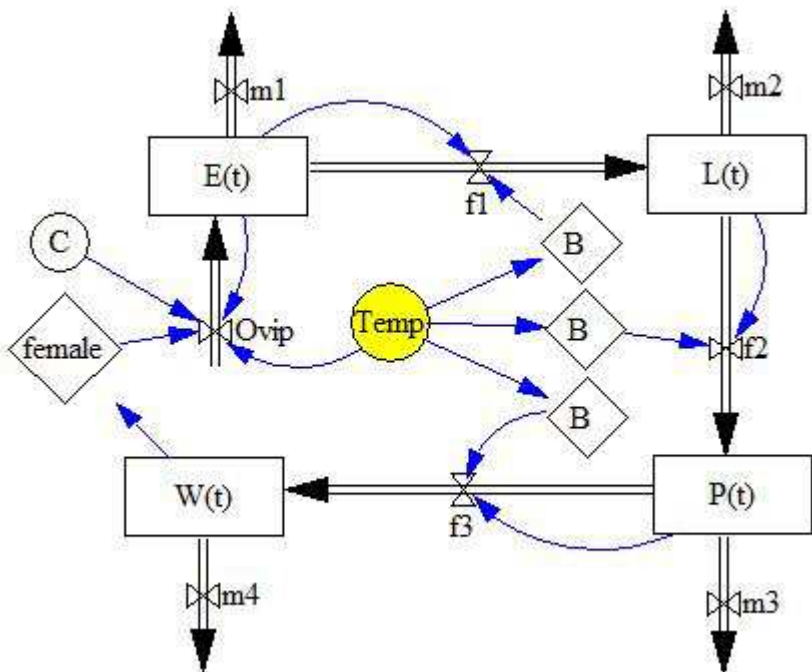 m1
m2
E(t)
L(t)
f1
C
B
Temp
Ovip
B
female
f2
B
W(t)
P(t)
f3
m4
m3